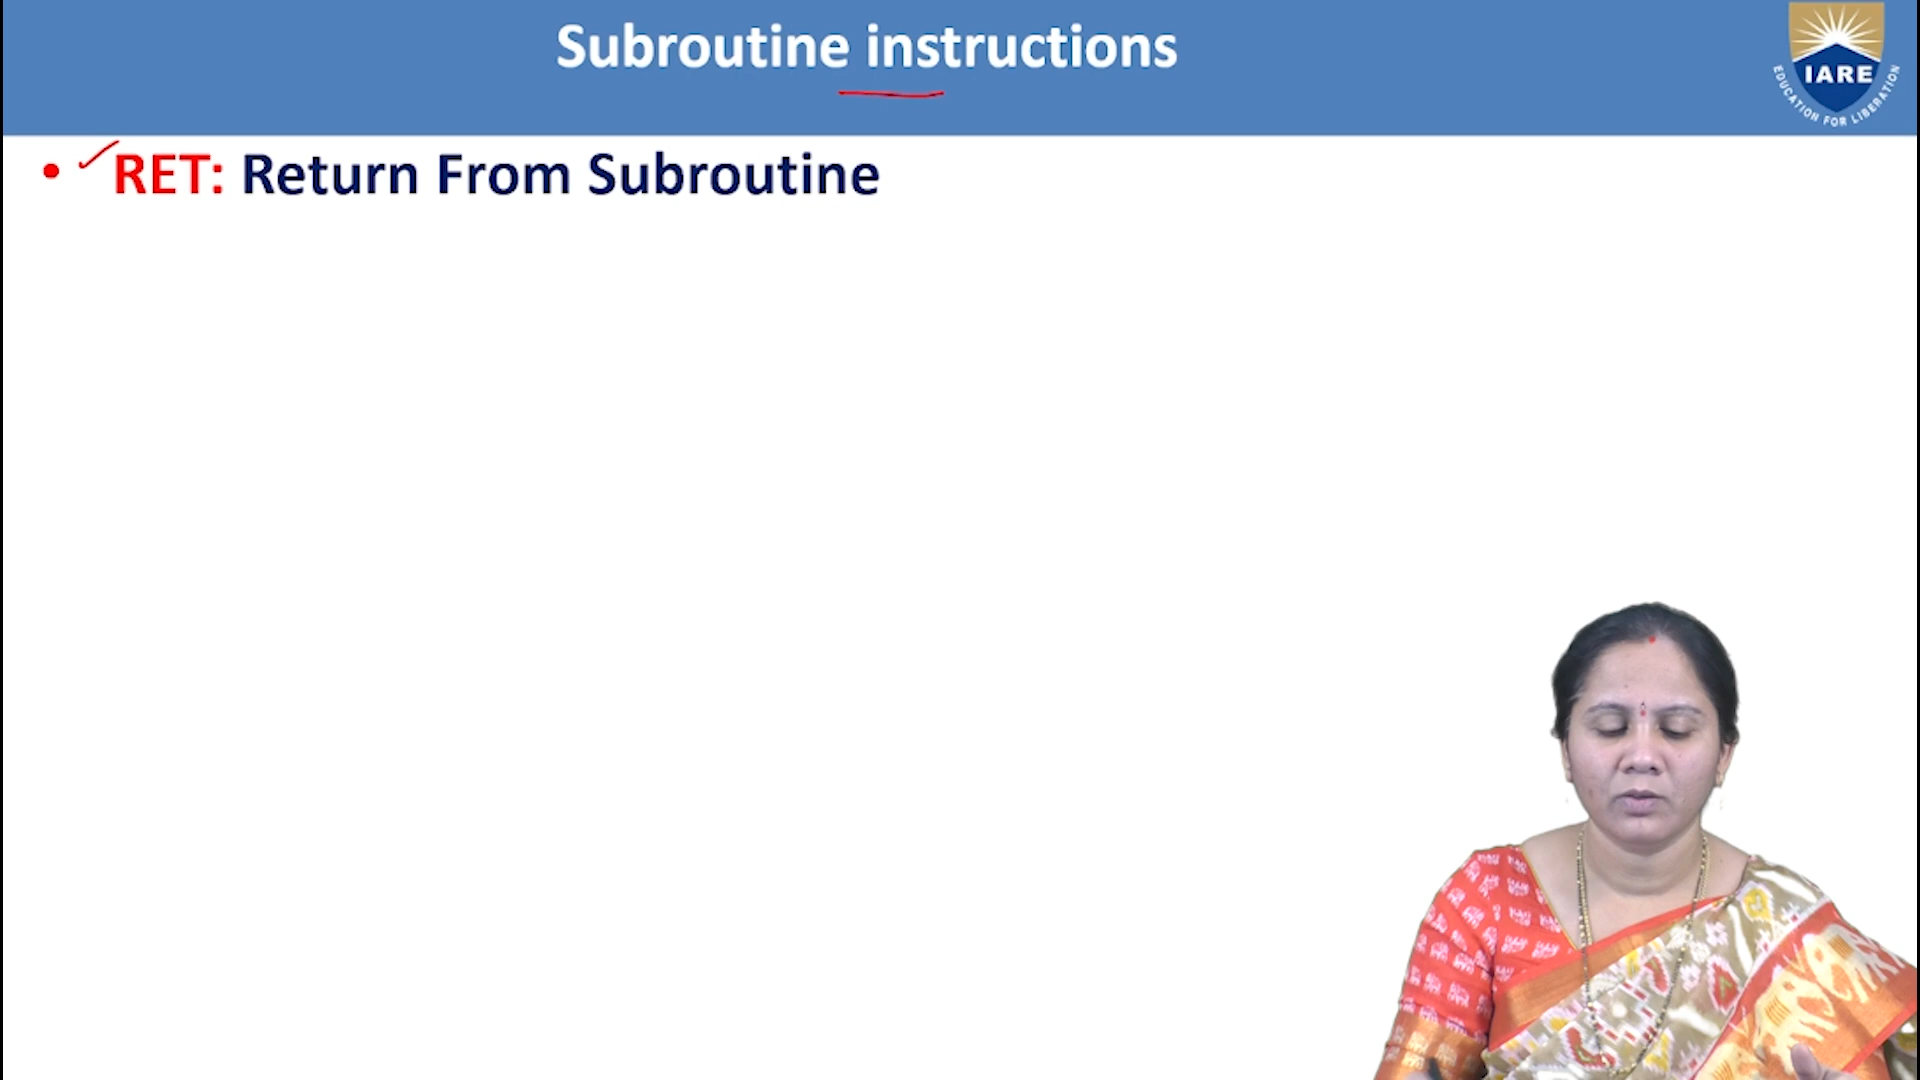 Subroutine instructions
IARE
EDUCATION FOR LIBERATION
• RET: Return From Subroutine